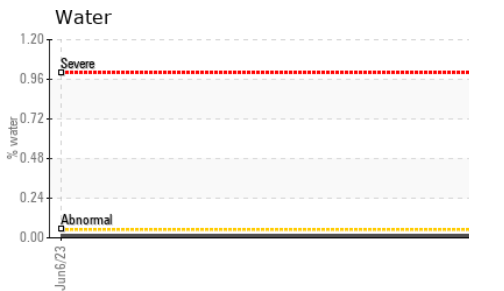 Water
1.20
Severe
0.96
0.72
% water
0.48
0.24
Abnormal
0.00
Jun6/23